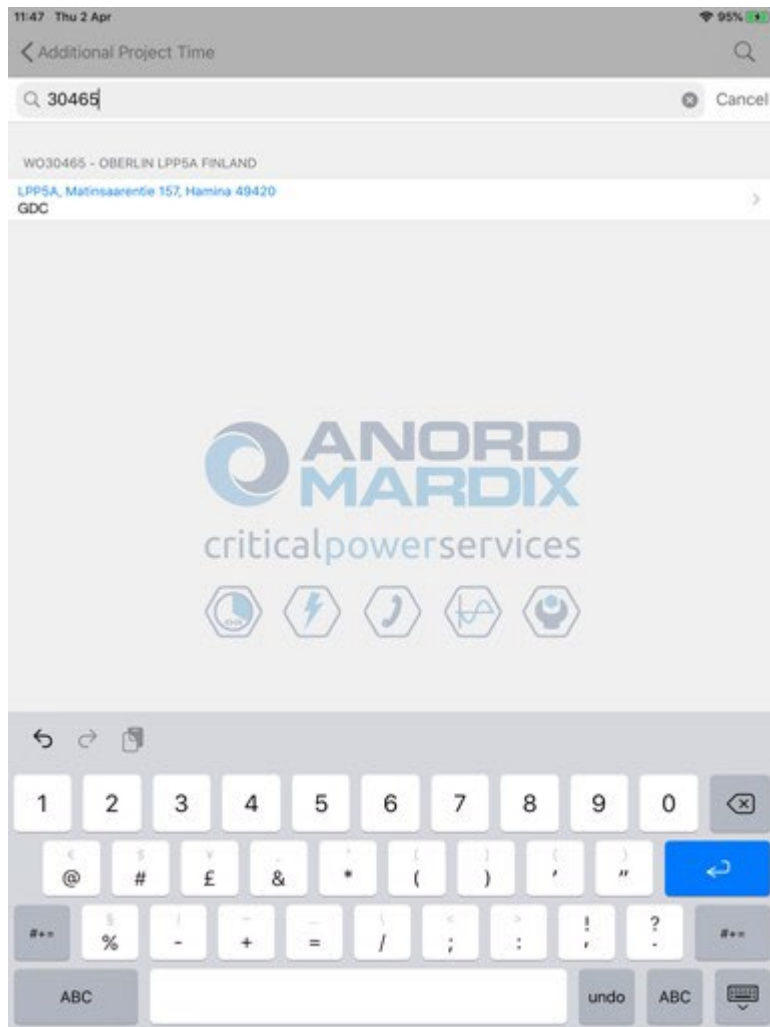 11:47 Thu 2 Apr 95%
Additional Project Time
30465 Cancel
WO30465 - OBERLIN LPP5A FINLAND
LPP5A, Matinsaarentie 157, Hamina 49420
GDC
ANORD
MARDIX
criticalpowerservices
1 2 3 4 5 6 7 8 9 0
€ $ ¥
@ # £ & * ( ) ' "
#+= % - + = / ; : ! , ? . #+=
ABC undo ABC